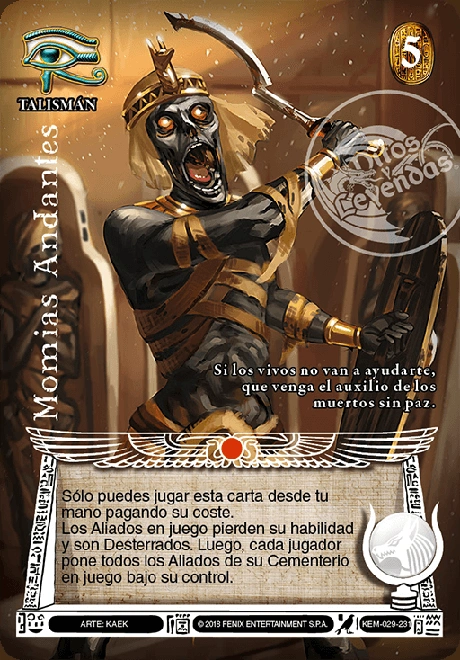 5
TALISMÁN
Momias Andantes
Mitos
y
Leyendas
Si los vivos no van a ayudarte,
que venga el auxilio de los
muertos sin paz.
Sólo puedes jugar esta carta desde tu
mano pagando su coste.
Los Aliados en juego pierden su habilidad
y son Desterrados. Luego, cada jugador
pone todos los Aliados de su Cementerio
en juego bajo su control.
ARTE: KAEK
© 2018 FENIX ENTERTAINMENT S.P.A.
KEM-029-23